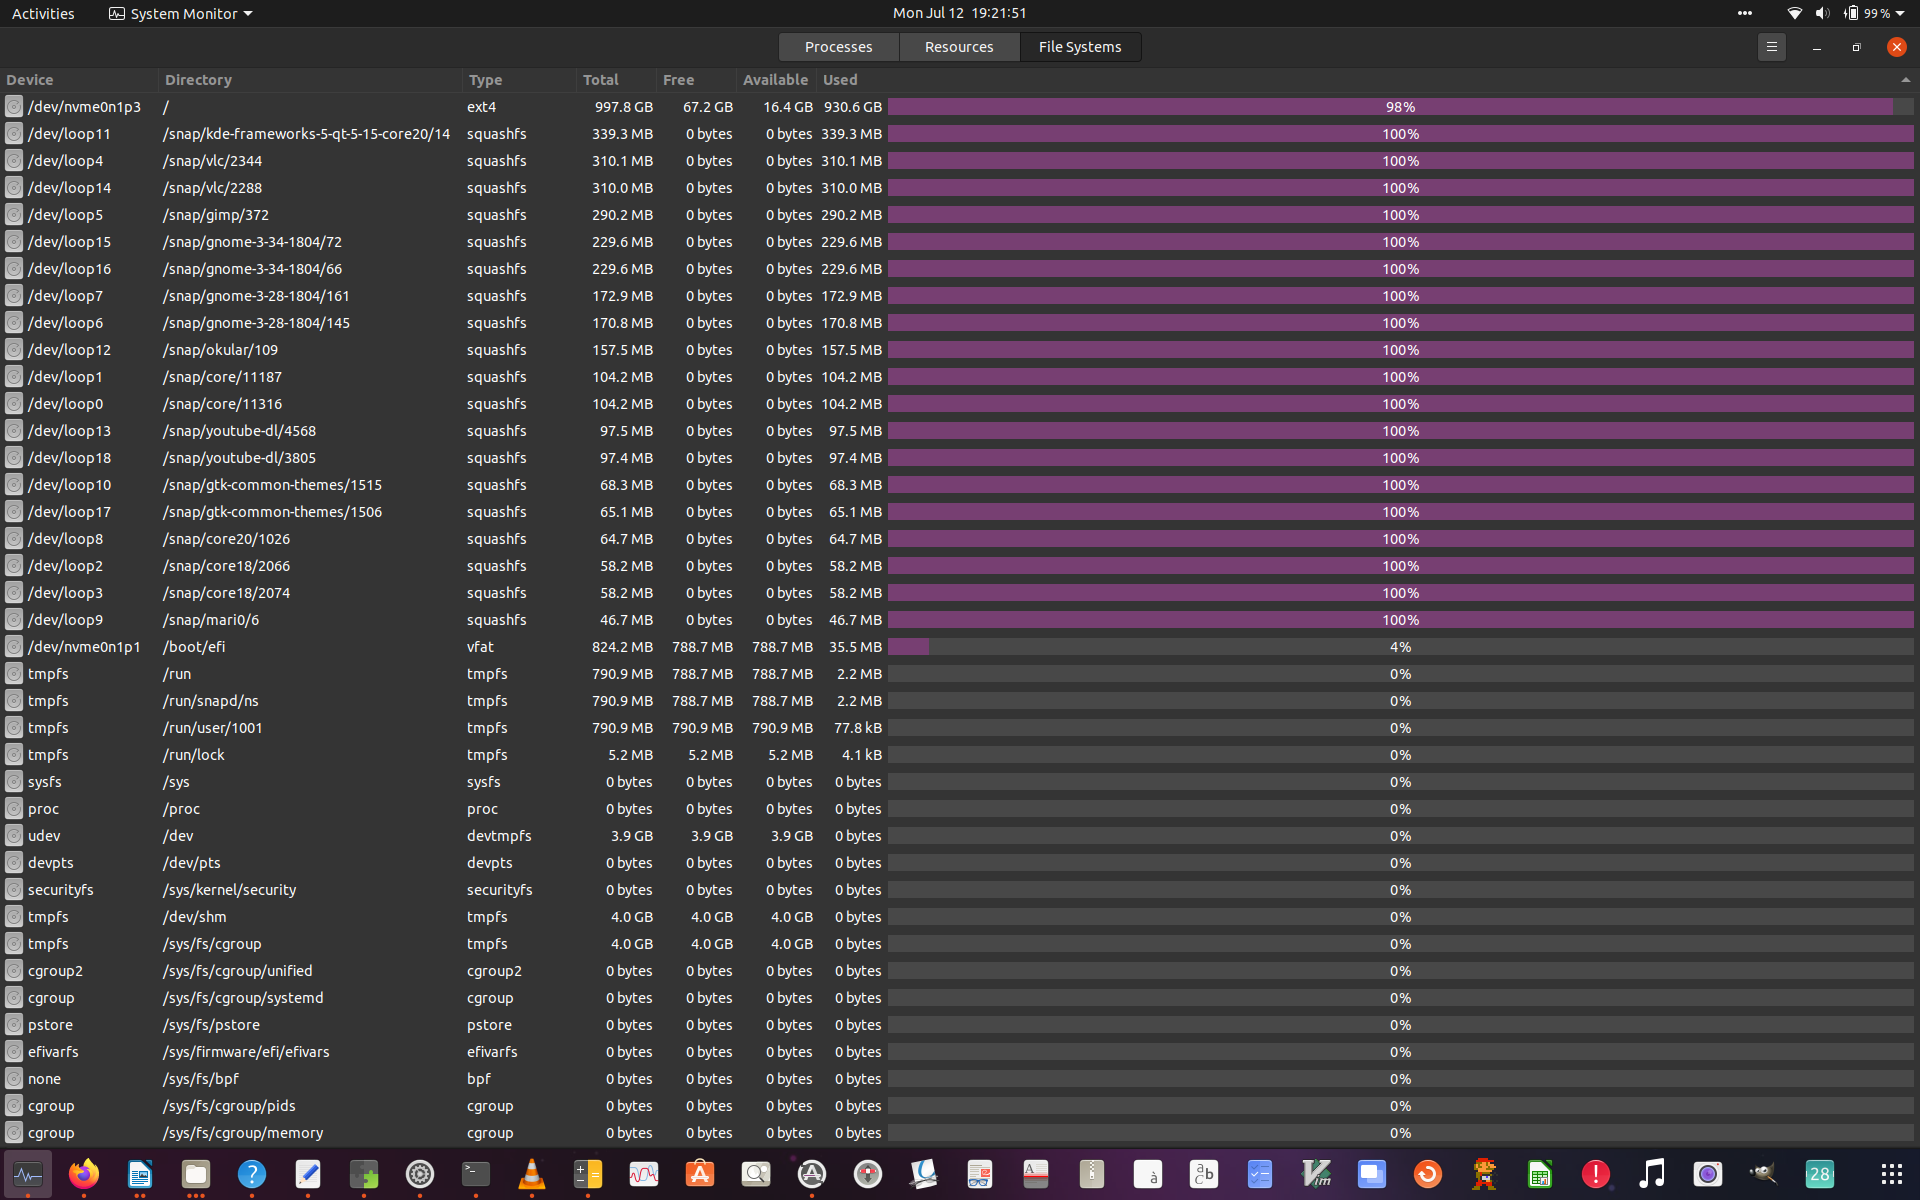 Activities System Monitor Mon Jul 12 19:21:51 99 %
Processes Resources File Systems
Device Directory Type Total Free Available Used
/dev/nvme0n1p3 / ext4 997.8 GB 67.2 GB 16.4 GB 930.6 GB 98%
/dev/loop11 /snap/kde-frameworks-5-qt-5-15-core20/14 squashfs 339.3 MB 0 bytes 0 bytes 339.3 MB 100%
/dev/loop4 /snap/vlc/2344 squashfs 310.1 MB 0 bytes 0 bytes 310.1 MB 100%
/dev/loop14 /snap/vlc/2288 squashfs 310.0 MB 0 bytes 0 bytes 310.0 MB 100%
/dev/loop5 /snap/gimp/372 squashfs 290.2 MB 0 bytes 0 bytes 290.2 MB 100%
/dev/loop15 /snap/gnome-3-34-1804/72 squashfs 229.6 MB 0 bytes 0 bytes 229.6 MB 100%
/dev/loop16 /snap/gnome-3-34-1804/66 squashfs 229.6 MB 0 bytes 0 bytes 229.6 MB 100%
/dev/loop7 /snap/gnome-3-28-1804/161 squashfs 172.9 MB 0 bytes 0 bytes 172.9 MB 100%
/dev/loop6 /snap/gnome-3-28-1804/145 squashfs 170.8 MB 0 bytes 0 bytes 170.8 MB 100%
/dev/loop12 /snap/okular/109 squashfs 157.5 MB 0 bytes 0 bytes 157.5 MB 100%
/dev/loop1 /snap/core/11187 squashfs 104.2 MB 0 bytes 0 bytes 104.2 MB 100%
/dev/loop0 /snap/core/11316 squashfs 104.2 MB 0 bytes 0 bytes 104.2 MB 100%
/dev/loop13 /snap/youtube-dl/4568 squashfs 97.5 MB 0 bytes 0 bytes 97.5 MB 100%
/dev/loop18 /snap/youtube-dl/3805 squashfs 97.4 MB 0 bytes 0 bytes 97.4 MB 100%
/dev/loop10 /snap/gtk-common-themes/1515 squashfs 68.3 MB 0 bytes 0 bytes 68.3 MB 100%
/dev/loop17 /snap/gtk-common-themes/1506 squashfs 65.1 MB 0 bytes 0 bytes 65.1 MB 100%
/dev/loop8 /snap/core20/1026 squashfs 64.7 MB 0 bytes 0 bytes 64.7 MB 100%
/dev/loop2 /snap/core18/2066 squashfs 58.2 MB 0 bytes 0 bytes 58.2 MB 100%
/dev/loop3 /snap/core18/2074 squashfs 58.2 MB 0 bytes 0 bytes 58.2 MB 100%
/dev/loop9 /snap/mari0/6 squashfs 46.7 MB 0 bytes 0 bytes 46.7 MB 100%
/dev/nvme0n1p1 /boot/efi vfat 824.2 MB 788.7 MB 788.7 MB 35.5 MB 4%
tmpfs /run tmpfs 790.9 MB 788.7 MB 788.7 MB 2.2 MB 0%
tmpfs /run/snapd/ns tmpfs 790.9 MB 788.7 MB 788.7 MB 2.2 MB 0%
tmpfs /run/user/1001 tmpfs 790.9 MB 790.9 MB 790.9 MB 77.8 kB 0%
tmpfs /run/lock tmpfs 5.2 MB 5.2 MB 5.2 MB 4.1 kB 0%
sysfs /sys sysfs 0 bytes 0 bytes 0 bytes 0 bytes 0%
proc /proc proc 0 bytes 0 bytes 0 bytes 0 bytes 0%
udev /dev devtmpfs 3.9 GB 3.9 GB 3.9 GB 0 bytes 0%
devpts /dev/pts devpts 0 bytes 0 bytes 0 bytes 0 bytes 0%
securityfs /sys/kernel/security securityfs 0 bytes 0 bytes 0 bytes 0 bytes 0%
tmpfs /dev/shm tmpfs 4.0 GB 4.0 GB 4.0 GB 0 bytes 0%
tmpfs /sys/fs/cgroup tmpfs 4.0 GB 4.0 GB 4.0 GB 0 bytes 0%
cgroup2 /sys/fs/cgroup/unified cgroup2 0 bytes 0 bytes 0 bytes 0 bytes 0%
cgroup /sys/fs/cgroup/systemd cgroup 0 bytes 0 bytes 0 bytes 0 bytes 0%
pstore /sys/fs/pstore pstore 0 bytes 0 bytes 0 bytes 0 bytes 0%
efivarfs /sys/firmware/efi/efivars efivarfs 0 bytes 0 bytes 0 bytes 0 bytes 0%
none /sys/fs/bpf bpf 0 bytes 0 bytes 0 bytes 0 bytes 0%
cgroup /sys/fs/cgroup/pids cgroup 0 bytes 0 bytes 0 bytes 0 bytes 0%
cgroup /sys/fs/cgroup/memory cgroup 0 bytes 0 bytes 0 bytes 0 bytes 0%
28